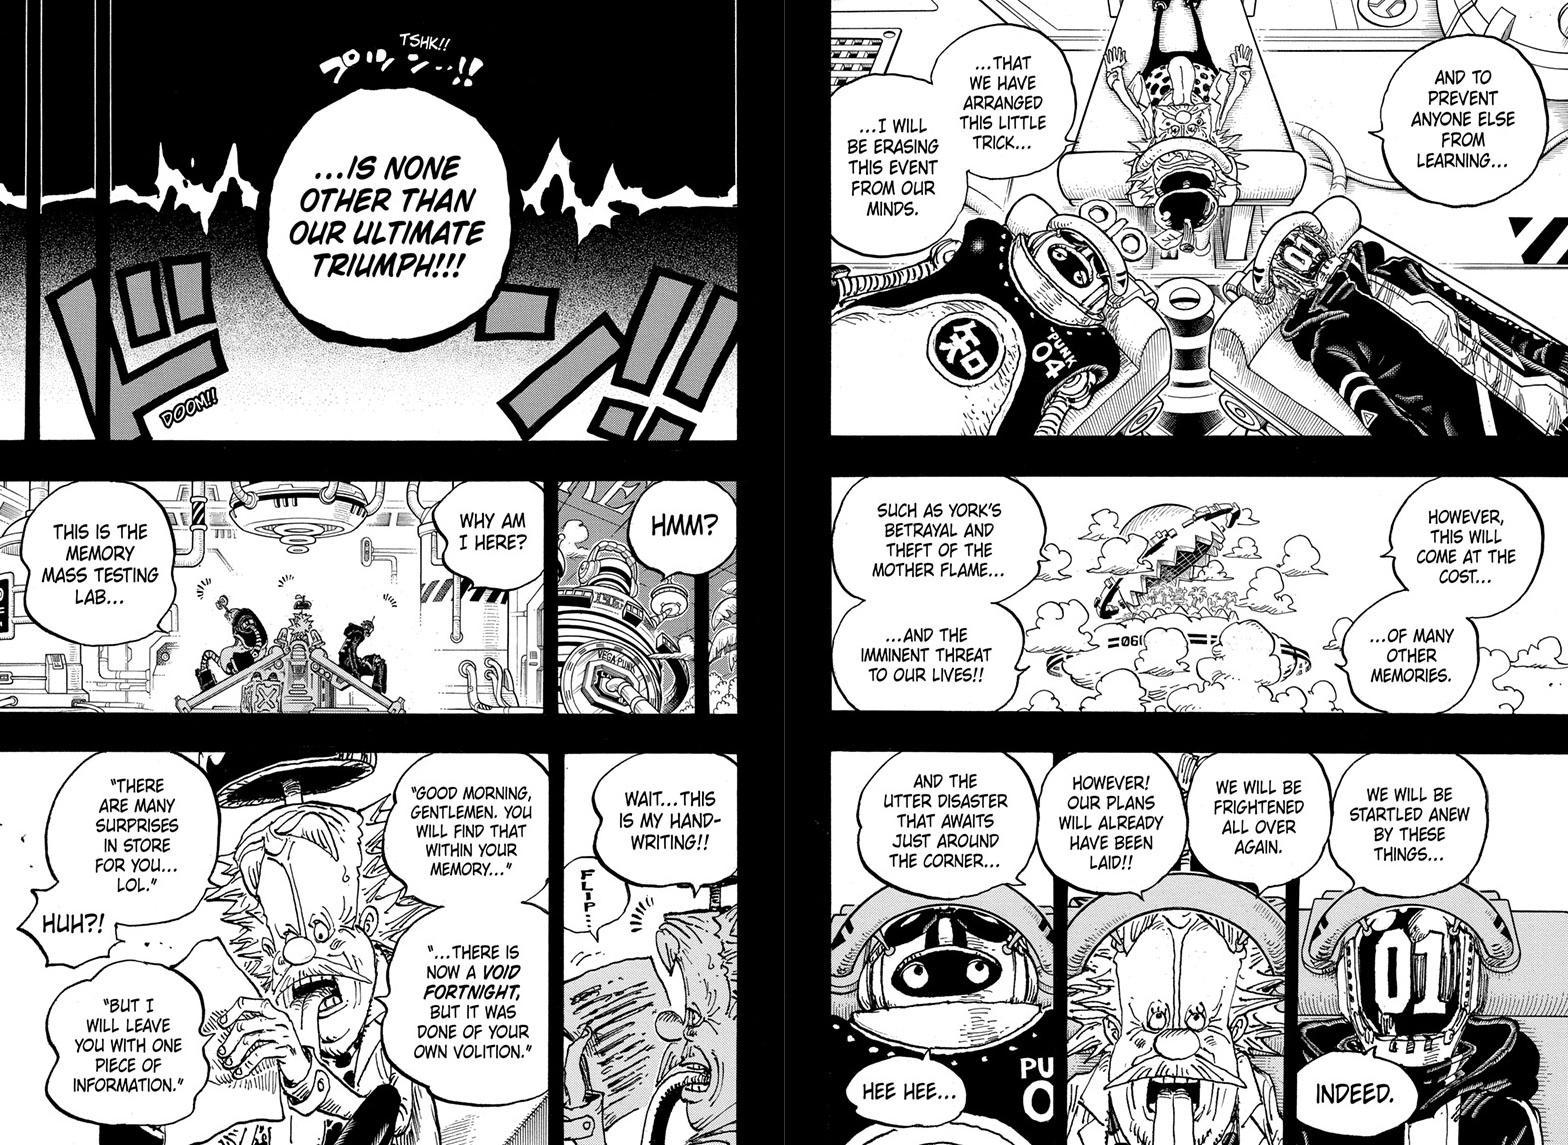 AND TO
PREVENT
ANYONE ELSE
FROM
LEARNING...
...THAT
WE HAVE
ARRANGED
THIS LITTLE
TRICK...
...I WILL
BE ERASING
THIS EVENT
FROM OUR
MINDS.
01
和
PUNK
04
HOWEVER,
THIS WILL
COME AT THE
COST...
...OF MANY
OTHER
MEMORIES.
SUCH AS YORK'S
BETRAYAL AND
THEFT OF THE
MOTHER FLAME...
...AND THE
IMMINENT THREAT
TO OUR LIVES!!
WE WILL BE
STARTLED ANEW
BY THESE
THINGS...
01
INDEED.
WE WILL BE
FRIGHTENED
ALL OVER
AGAIN.
HOWEVER!
OUR PLANS
WILL ALREADY
HAVE BEEN
LAID!!
AND THE
UTTER DISASTER
THAT AWAITS
JUST AROUND
THE CORNER...
PU
0
HEE HEE...
TSHK!!
プツン…!!
...IS NONE
OTHER THAN
OUR ULTIMATE
TRIUMPH!!!
ドン!!
DOOM!!
HMM?
VEGAPUNK
WHY AM
I HERE?
THIS IS THE
MEMORY
MASS TESTING
LAB...
WAIT...THIS
IS MY HAND-
WRITING!!
FLIP...
"GOOD MORNING,
GENTLEMEN. YOU
WILL FIND THAT
WITHIN YOUR
MEMORY..."
"...THERE IS
NOW A VOID
FORTNIGHT,
BUT IT WAS
DONE OF YOUR
OWN VOLITION."
"THERE
ARE MANY
SURPRISES
IN STORE
FOR YOU...
LOL."
HUH?!
"BUT I
WILL LEAVE
YOU WITH ONE
PIECE OF
INFORMATION."